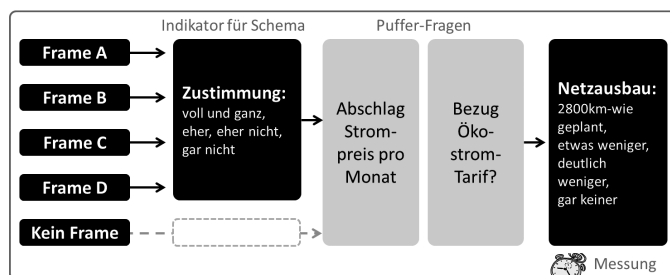 Indikator für Schema
Puffer-Fragen
Frame A
Frame B
Frame C
Frame D
Kein Frame
Zustimmung:
voll und ganz,
eher, eher nicht,
gar nicht
Abschlag
Strom-
preis pro
Monat
Bezug
Öko-
strom-
Tarif?
Netzausbau:
2800km-wie
geplant,
etwas weniger,
deutlich
weniger,
gar keiner
Messung